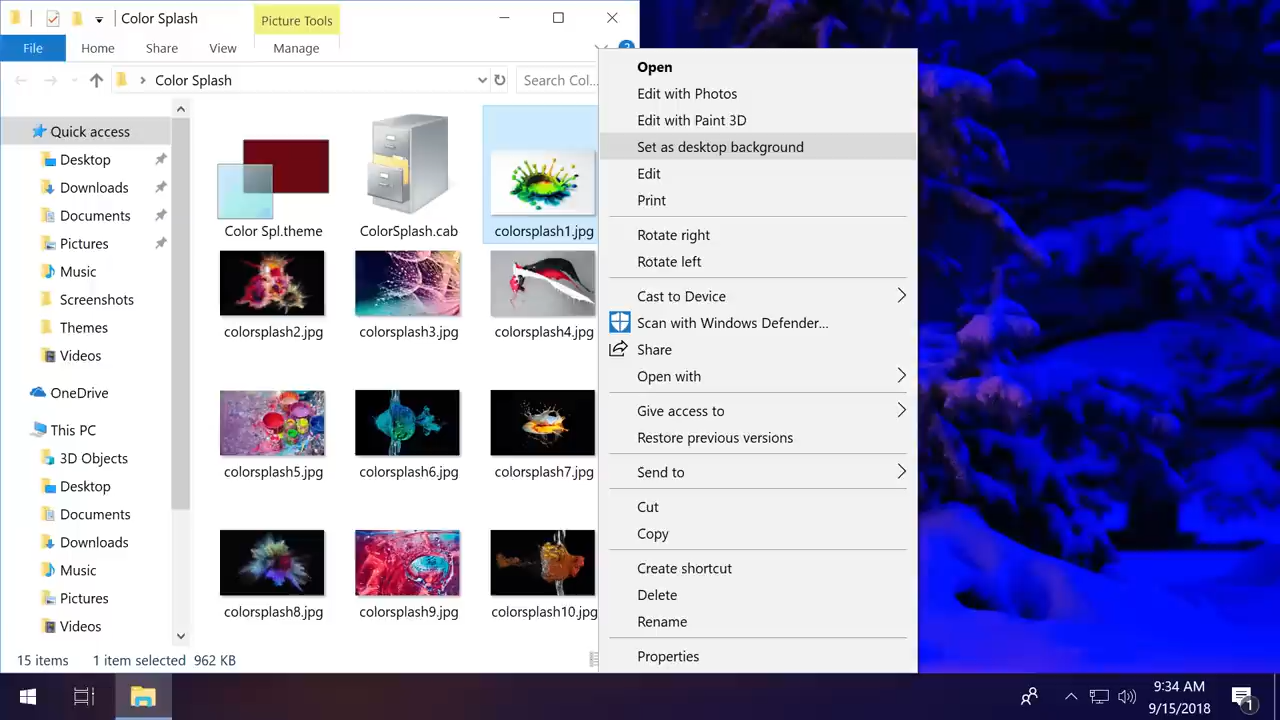 Color Splash
Picture Tools
File
Home
Share
View
Manage
?
Color Splash
Search Col...
Quick access
Desktop
Downloads
Documents
Pictures
Music
Screenshots
Themes
Videos
OneDrive
This PC
3D Objects
Desktop
Documents
Downloads
Music
Pictures
Videos
Color Spl.theme
ColorSplash.cab
colorsplash1.jpg
colorsplash2.jpg
colorsplash3.jpg
colorsplash4.jpg
colorsplash5.jpg
colorsplash6.jpg
colorsplash7.jpg
colorsplash8.jpg
colorsplash9.jpg
colorsplash10.jpg
15 items
1 item selected 962 KB
Open
Edit with Photos
Edit with Paint 3D
Set as desktop background
Edit
Print
Rotate right
Rotate left
Cast to Device
Scan with Windows Defender...
Share
Open with
Give access to
Restore previous versions
Send to
Cut
Copy
Create shortcut
Delete
Rename
Properties
9:34 AM
9/15/2018
1